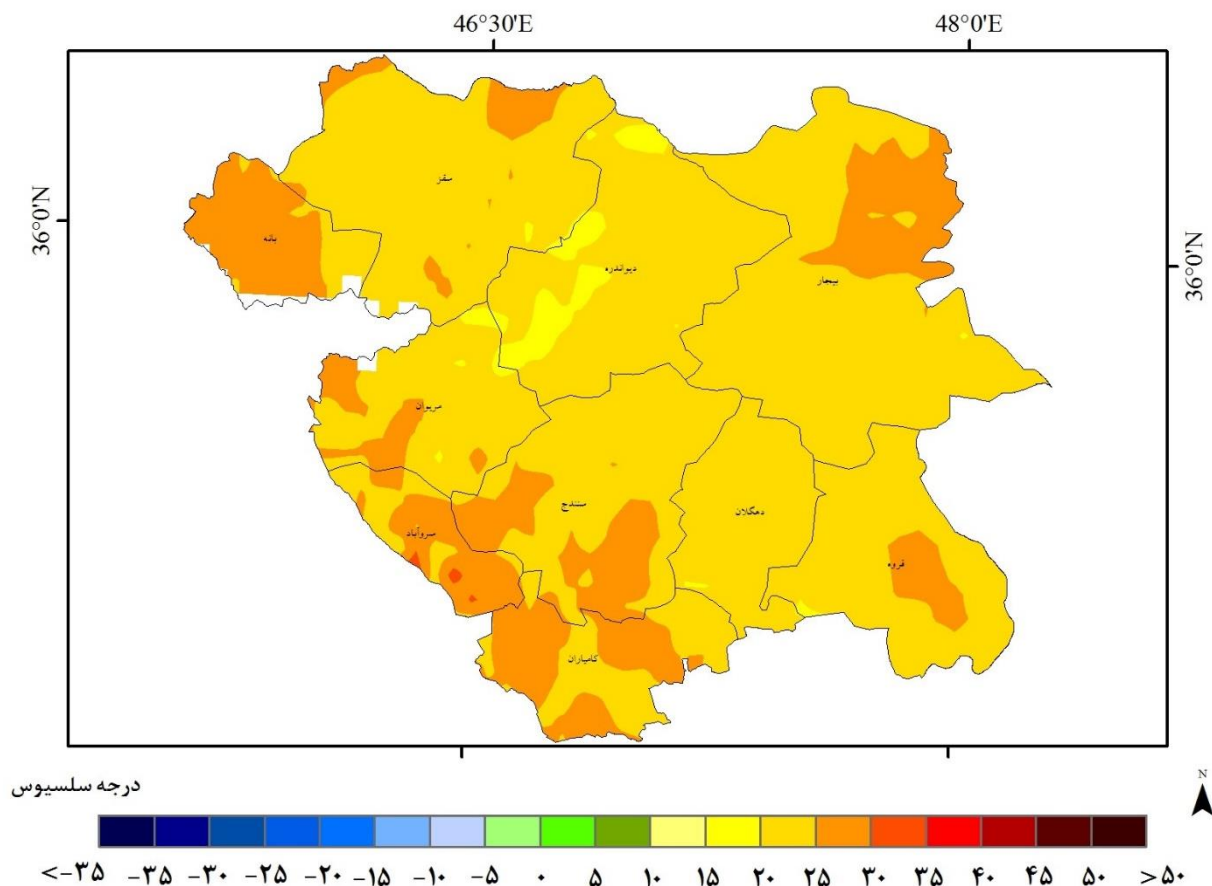 46°30'E 48°0'E
36°0'N
36°0'N
سقز
بانه
دیواندره
بیجار
مریوان
سنندج
دهگلان
سروآباد
قروه
کامیاران
درجه سلسیوس
N
<-۳۵ -۳۵ -۳۰ -۲۵ -۲۰ -۱۵ -۱۰ -۵ ۰ ۵ ۱۰ ۱۵ ۲۰ ۲۵ ۳۰ ۳۵ ۴۰ ۴۵ ۵۰ >۵۰